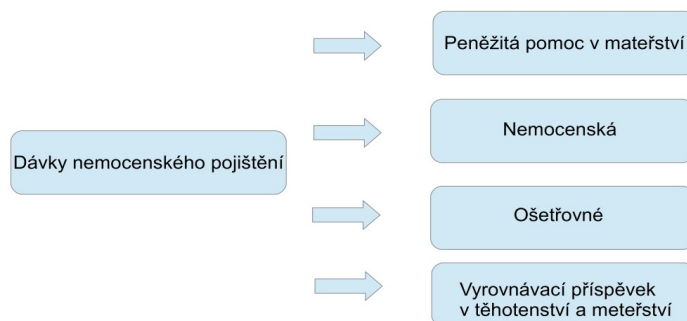 Peněžitá pomoc v mateřství
Nemocenská
Dávky nemocenského pojištění
Ošetřovné
Vyrovnávací příspěvek
v těhotenství a meteřství